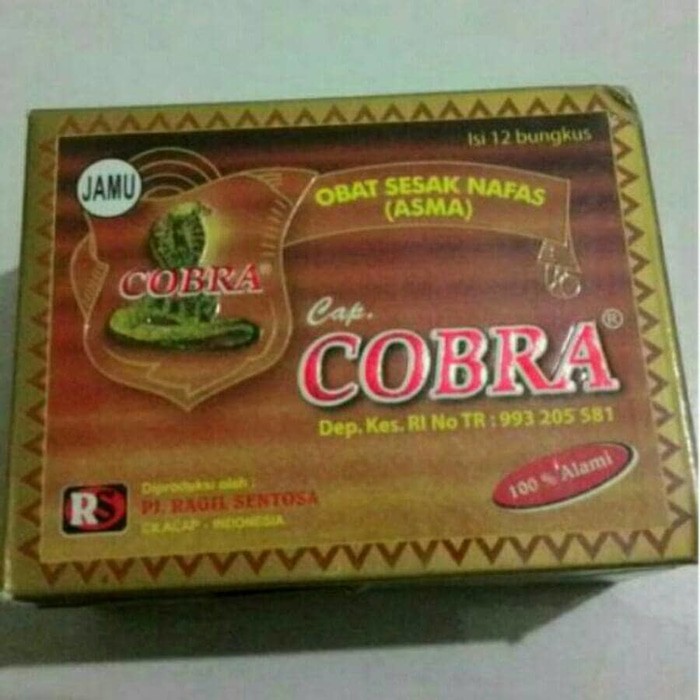 Isi 12 bungkus
JAMU
OBAT SESAK NAFAS
(ASMA)
COBRA
Cap.
COBRA®
Dep. Kes. RI No TR : 993 205 581
100 % Alami
RS
Diproduksi oleh :
PJ. RAGIL SENTOSA
CILACAP - INDONESIA